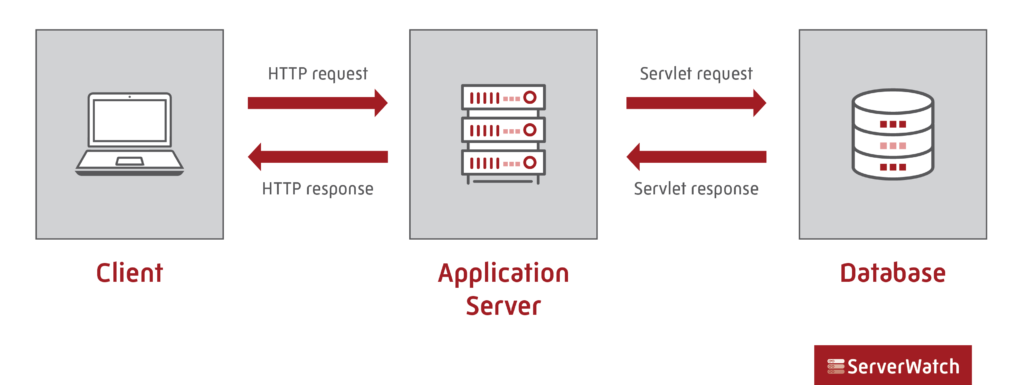 HTTP request
Servlet request
HTTP response
Servlet response
Client
Application
Server
Database
ServerWatch